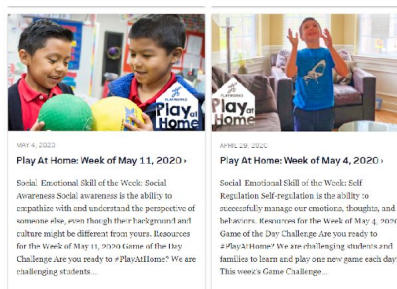 PLAYWORKS
Play at
Home
MAY 4, 2020
Play At Home: Week of May 11, 2020 ›
Social-Emotional Skill of the Week: Social
Awareness Social awareness is the ability to
empathize with and understand the perspective of
someone else, even though their background and
culture might be different from yours. Resources
for the Week of May 11, 2020 Game of the Day
Challenge Are you ready to #PlayAtHome? We are
challenging students…
PLAYWORKS
Play at
Home
APRIL 29, 2020
Play At Home: Week of May 4, 2020 ›
Social-Emotional Skill of the Week: Self
Regulation Self-regulation is the ability to
successfully manage our emotions, thoughts, and
behaviors. Resources for the Week of May 4, 2020
Game of the Day Challenge Are you ready to
#PlayAtHome? We are challenging students and
families to learn and play one new game each day
This week's Game Challenge…